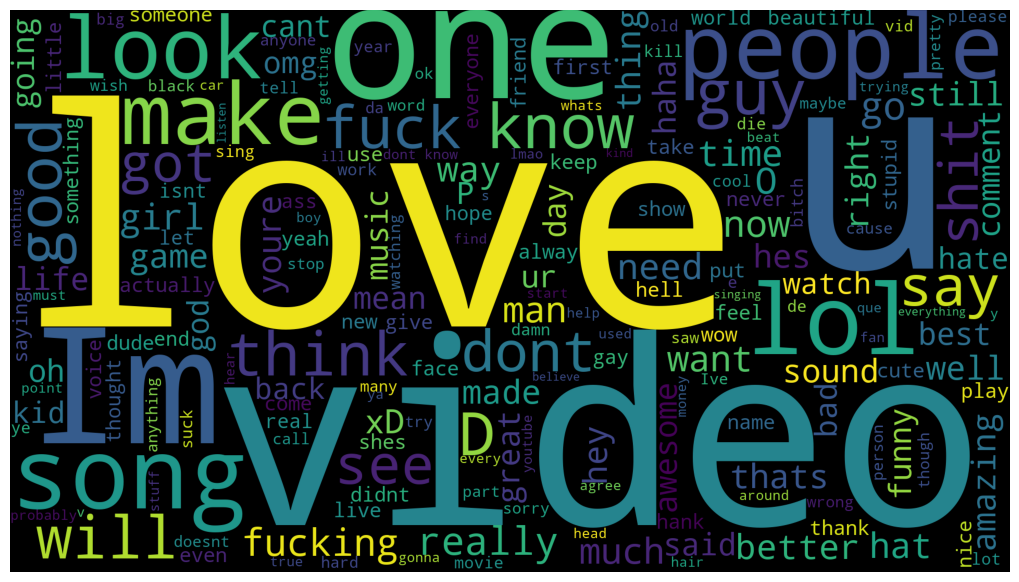 going
big
someone
look
cant
omg
anyone
one
year
ok
friend
first
thing
world
beautiful
vid
please
old
kill
people
pretty
little
wish
black
car
tell
getting
da
word
everyone
whats
haha
guy
maybe
trying
go
still
make
fuck
know
die
beat
something
good
got
sing
listen
ill
use
dont know
lmao
kind
take
time
cool
stupid
right
shit
comment
isnt
work
keep
way
P
s
O
never
bitch
love
u
nothing
girl
let
ass
boy
yeah
stop
youre
music
watching
hope
day
show
now
cause
hate
life
game
find
alway
must
actually
mean
ur
need
put
e
hes
watch
say
saying
god
new
give
man
start
help
hell
feel
singing
de
que
everything
y
Im
dude
end
think
dont
damn
used
saw
wow
lol
fan
best
oh
point
voice
thought
hear
back
face
gay
want
Ive
sound
cute
well
kid
ye
anything
suck
come
many
ya
made
believe
money
bad
play
song
stuff
real
call
xD
shes
try
D
every
great
youtube
hey
agree
video
name
awesome
thats
around
person
funny
though
amazing
see
didnt
live
part
sorry
wrong
probably
v
will
doesnt
even
fucking
true
hard
gonna
really
movie
head
much
said
hank
hair
better
thank
hat
nice
lot